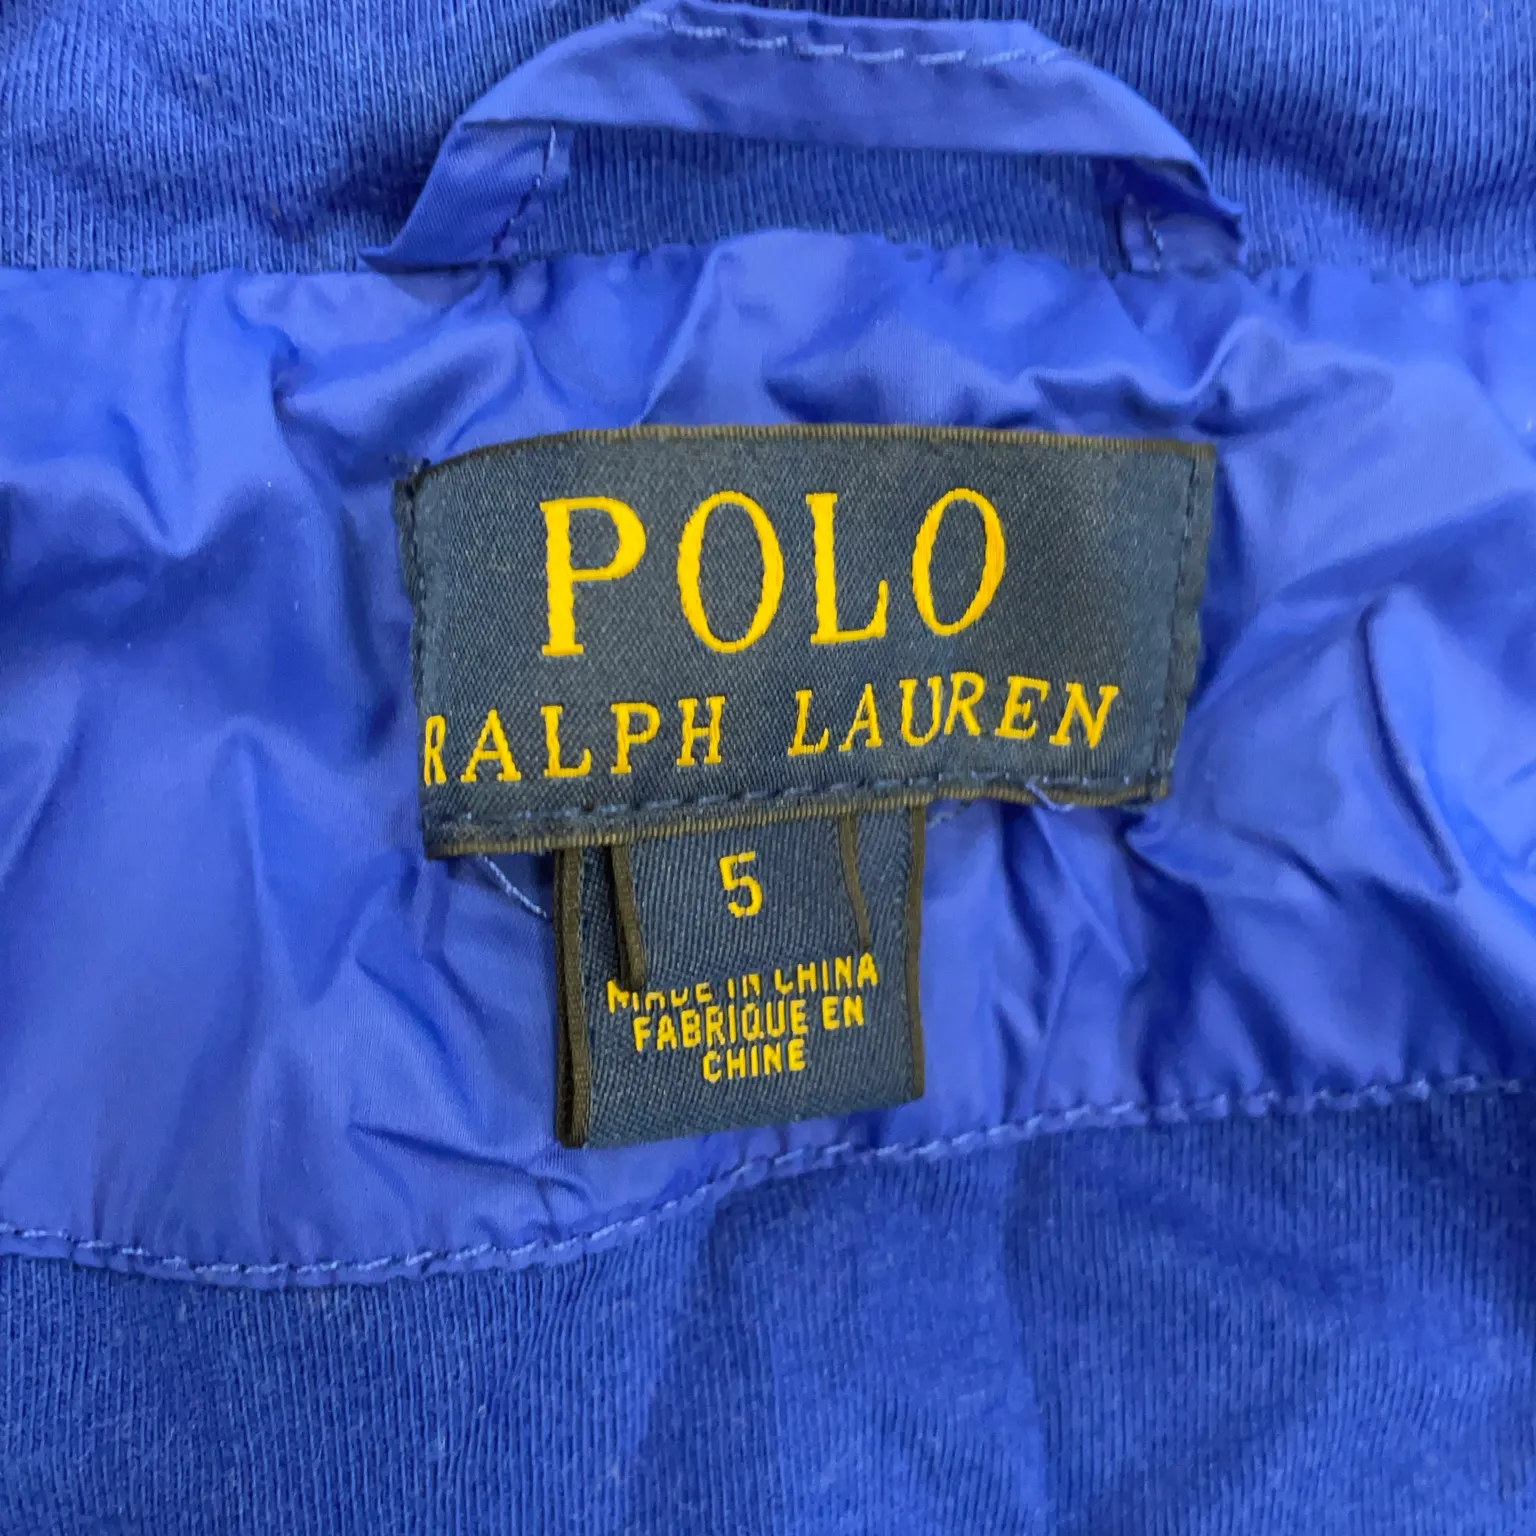 POLO
RALPH LAUREN
5
MADE IN CHINA
FABRIQUE EN
CHINE